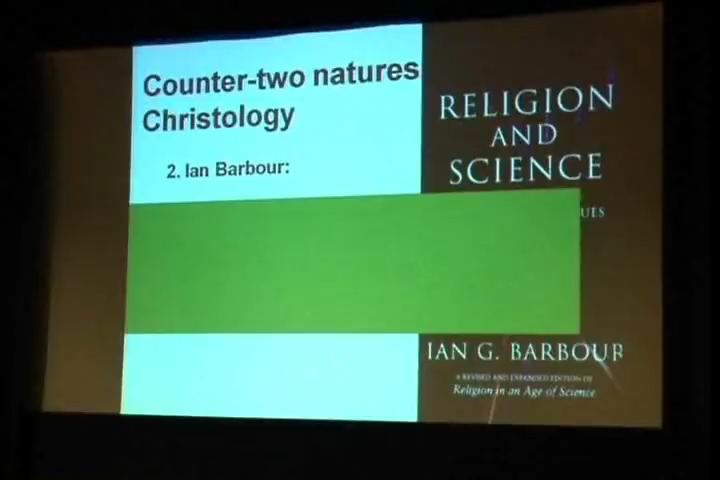 Counter-two natures
Christology
2. Ian Barbour:
RELIGION
AND
SCIENCE
UES
IAN G. BARBOUR
A REVISED AND EXPANDED EDITION OF
Religion in an Age of Science